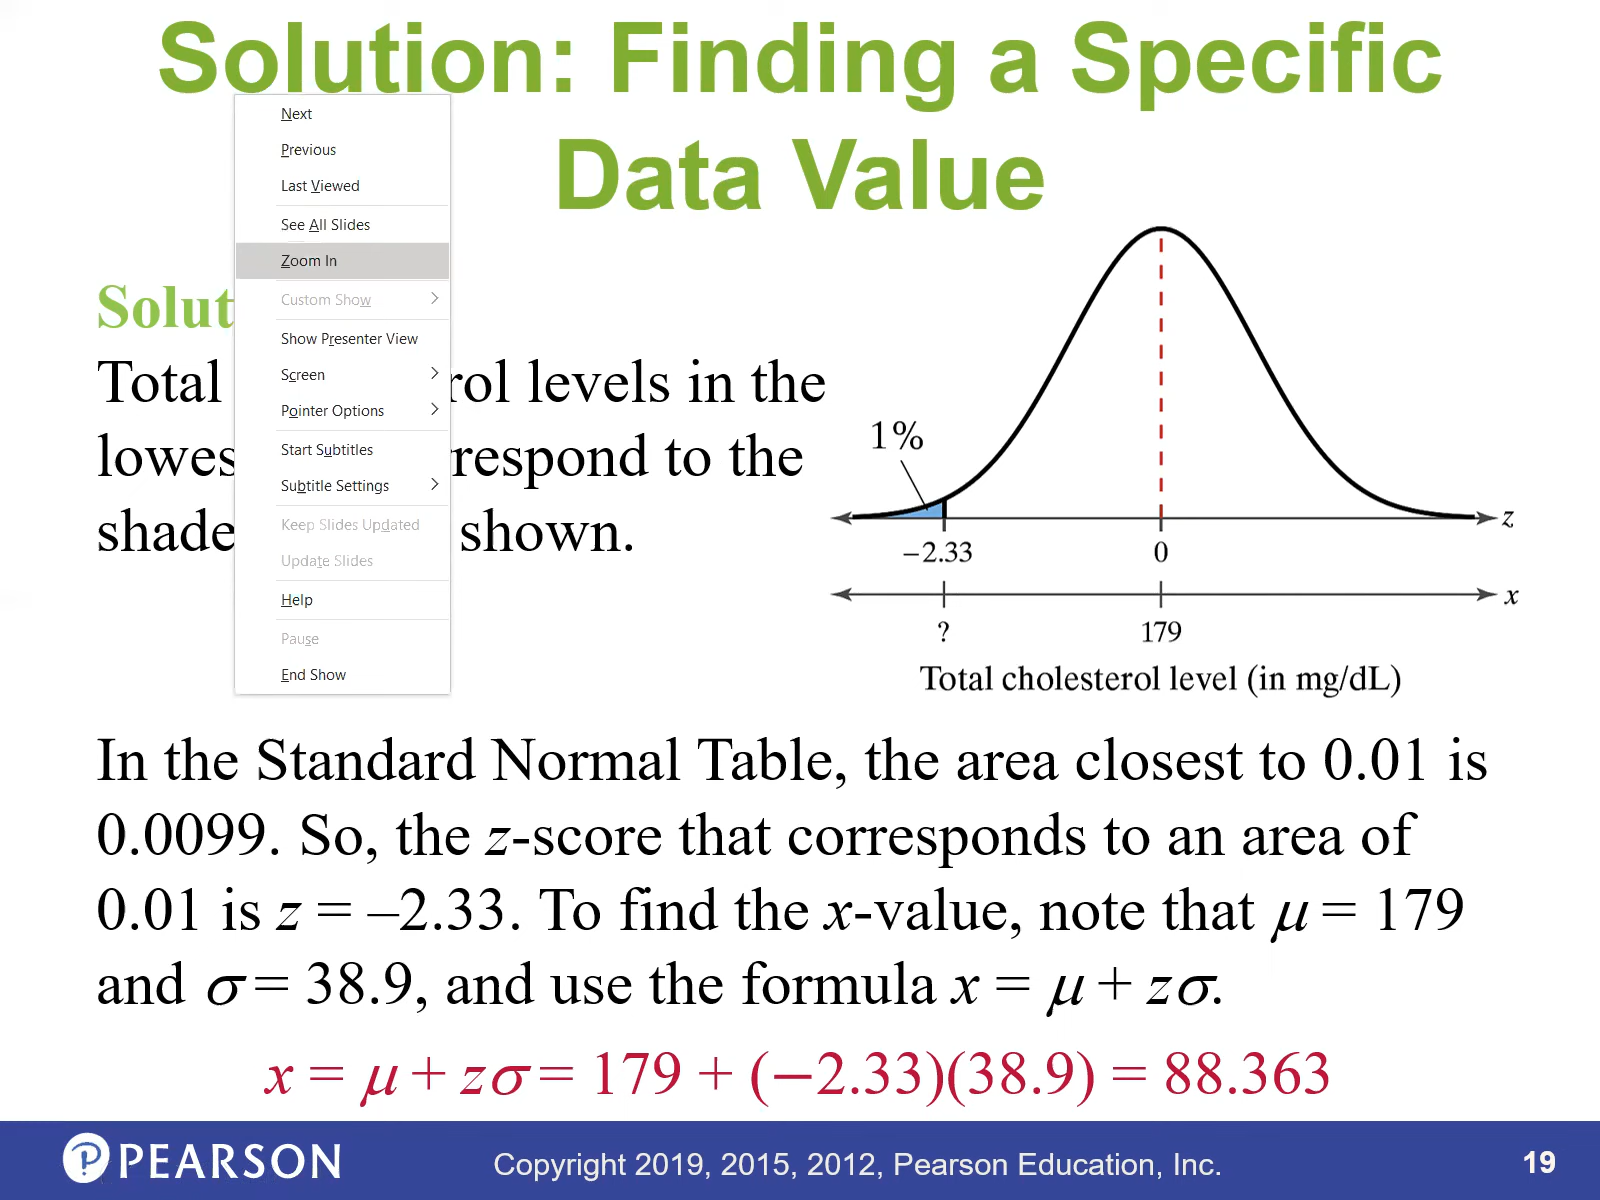 Solution: Finding a Specific
Data Value
Next
Previous
Last Viewed
See All Slides
Zoom In
Custom Show
Show Presenter View
Screen
Pointer Options
Start Subtitles
Subtitle Settings
Keep Slides Updated
Update Slides
Help
Pause
End Show
Solut
Total rol levels in the
lowes respond to the
shade shown.
1%
z
−2.33 0
x
? 179
Total cholesterol level (in mg/dL)
In the Standard Normal Table, the area closest to 0.01 is
0.0099. So, the z-score that corresponds to an area of
0.01 is z = –2.33. To find the x-value, note that μ = 179
and σ = 38.9, and use the formula x = μ + zσ.
x = μ + zσ = 179 + (−2.33)(38.9) = 88.363
PEARSON
Copyright 2019, 2015, 2012, Pearson Education, Inc.
19